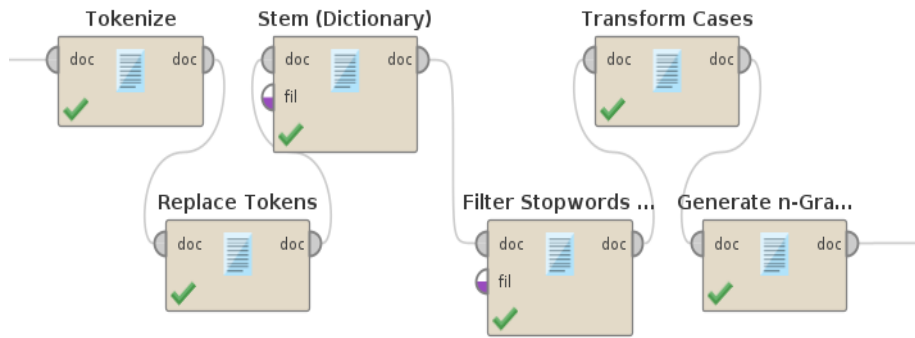 Tokenize
doc doc
Stem (Dictionary)
doc doc
fil
Transform Cases
doc doc
Replace Tokens
doc doc
Filter Stopwords ...
doc doc
fil
Generate n-Gra...
doc doc